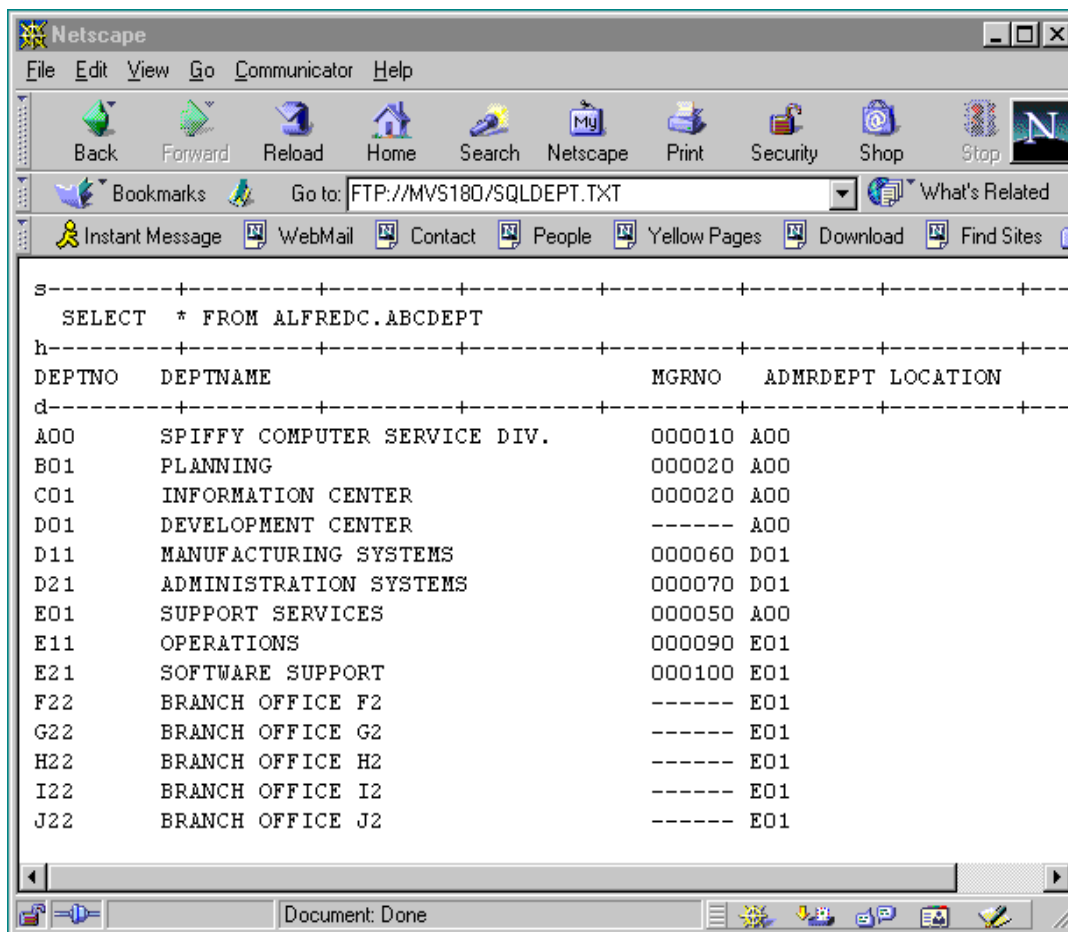 Netscape
File Edit View Go Communicator Help
My N
Back Forward Reload Home Search Netscape Print Security Shop Stop
Bookmarks Go to: FTP://MVS180/SQLDEPT.TXT What's Related
Instant Message WebMail Contact People Yellow Pages Download Find Sites
s---------+---------+---------+---------+---------+---------+---------+---
SELECT * FROM ALFREDC.ABCDEPT
h---------+---------+---------+---------+---------+---------+---------+---
DEPTNO DEPTNAME MGRNO ADMRDEPT LOCATION
d---------+---------+---------+---------+---------+---------+---------+---
A00 SPIFFY COMPUTER SERVICE DIV. 000010 A00
B01 PLANNING 000020 A00
C01 INFORMATION CENTER 000020 A00
D01 DEVELOPMENT CENTER ------ A00
D11 MANUFACTURING SYSTEMS 000060 D01
D21 ADMINISTRATION SYSTEMS 000070 D01
E01 SUPPORT SERVICES 000050 A00
E11 OPERATIONS 000090 E01
E21 SOFTWARE SUPPORT 000100 E01
F22 BRANCH OFFICE F2 ------ E01
G22 BRANCH OFFICE G2 ------ E01
H22 BRANCH OFFICE H2 ------ E01
I22 BRANCH OFFICE I2 ------ E01
J22 BRANCH OFFICE J2 ------ E01
Document: Done